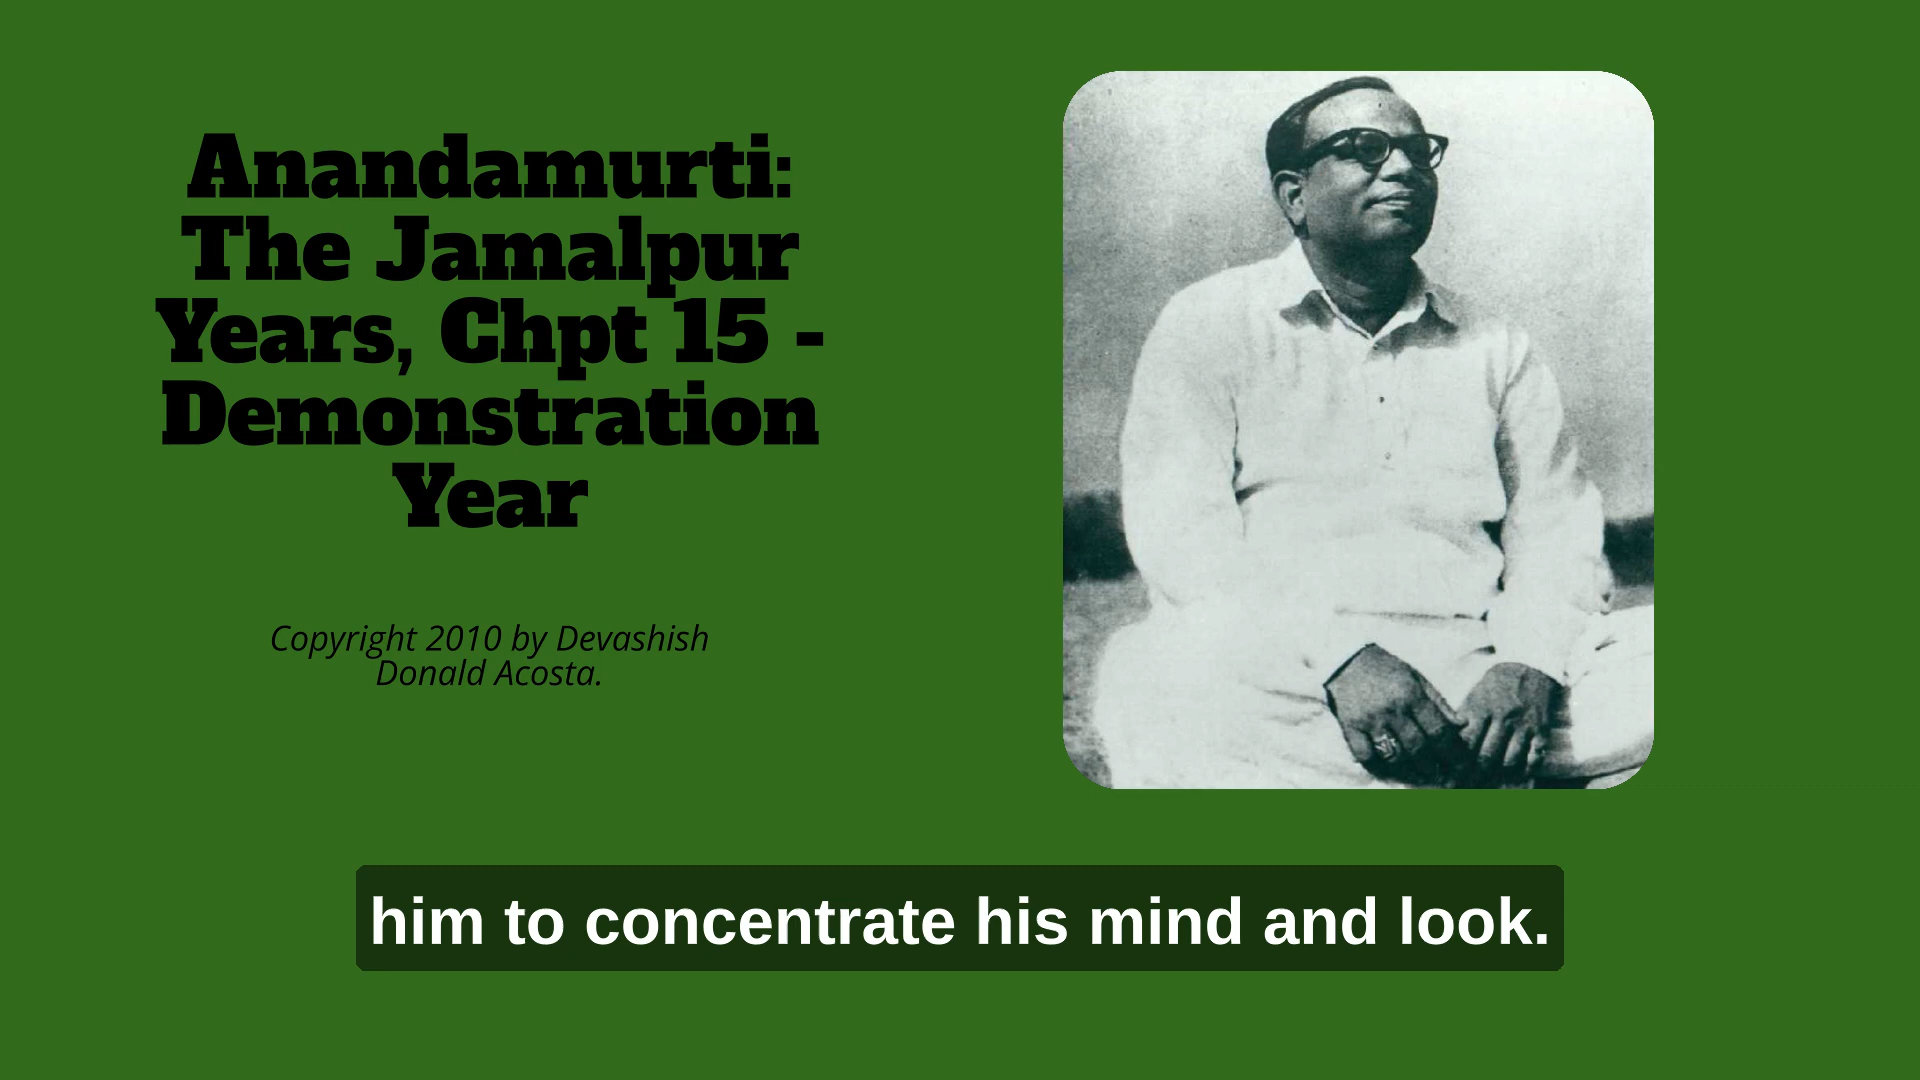 Anandamurti:
The Jamalpur
Years, Chpt 15 -
Demonstration
Year
Copyright 2010 by Devashish
Donald Acosta.
him to concentrate his mind and look.